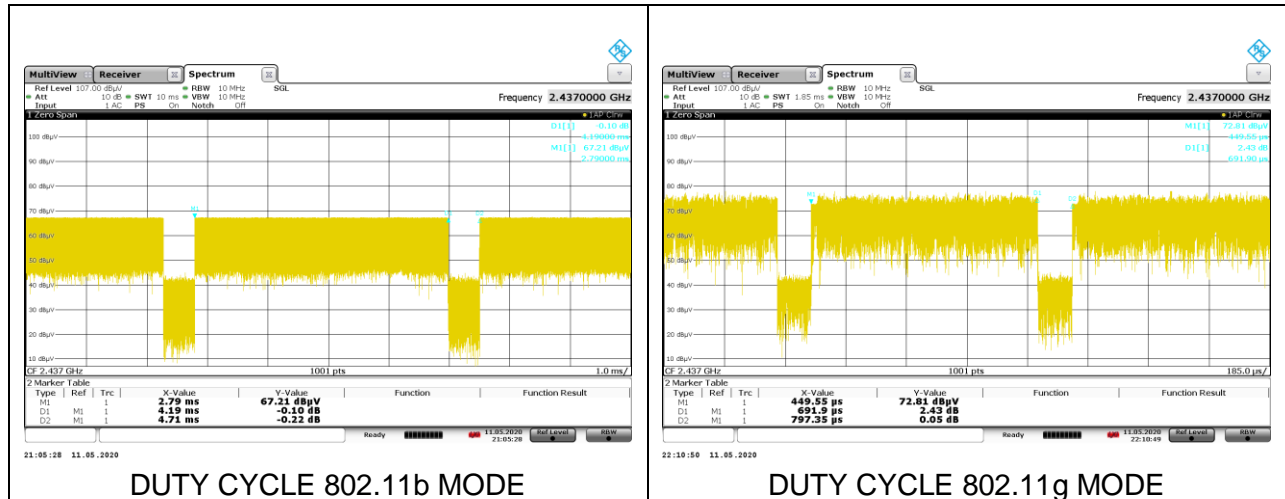 MultiView Receiver Spectrum
Ref Level 107.00 dBµV RBW 10 MHz SGL
Att 10 dB SWT 10 ms VBW 10 MHz Frequency 2.4370000 GHz
Input 1 AC PS On Notch Off
1 Zero Span 1AP Clrw
D1[1] -0.10 dB
4.19000 ms
M1[1] 67.21 dBµV
2.79000 ms
100 dBµV
90 dBµV
80 dBµV
M1
70 dBµV
60 dBµV
50 dBµV
40 dBµV
30 dBµV
20 dBµV
10 dBµV
CF 2.437 GHz 1001 pts 1.0 ms/
2 Marker Table
Type Ref Trc X-Value Y-Value Function Function Result
M1 1 2.79 ms 67.21 dBµV
D1 M1 1 4.19 ms -0.10 dB
D2 M1 1 4.71 ms -0.22 dB
Ready 11.05.2020 Ref Level RBW
21:05:28
21:05:28 11.05.2020
DUTY CYCLE 802.11b MODE
MultiView Receiver Spectrum
Ref Level 107.00 dBµV RBW 10 MHz SGL
Att 10 dB SWT 1.85 ms VBW 10 MHz Frequency 2.4370000 GHz
Input 1 AC PS On Notch Off
1 Zero Span 1AP Clrw
M1[1] 72.81 dBµV
449.55 µs
D1[1] 2.43 dB
691.90 µs
100 dBµV
90 dBµV
80 dBµV
M1 D1 D2
70 dBµV
60 dBµV
50 dBµV
40 dBµV
30 dBµV
20 dBµV
10 dBµV
CF 2.437 GHz 1001 pts 185.0 µs/
2 Marker Table
Type Ref Trc X-Value Y-Value Function Function Result
M1 1 449.55 µs 72.81 dBµV
D1 M1 1 691.9 µs 2.43 dB
D2 M1 1 797.35 µs 0.05 dB
Ready 11.05.2020 Ref Level RBW
22:10:49
22:10:50 11.05.2020
DUTY CYCLE 802.11g MODE